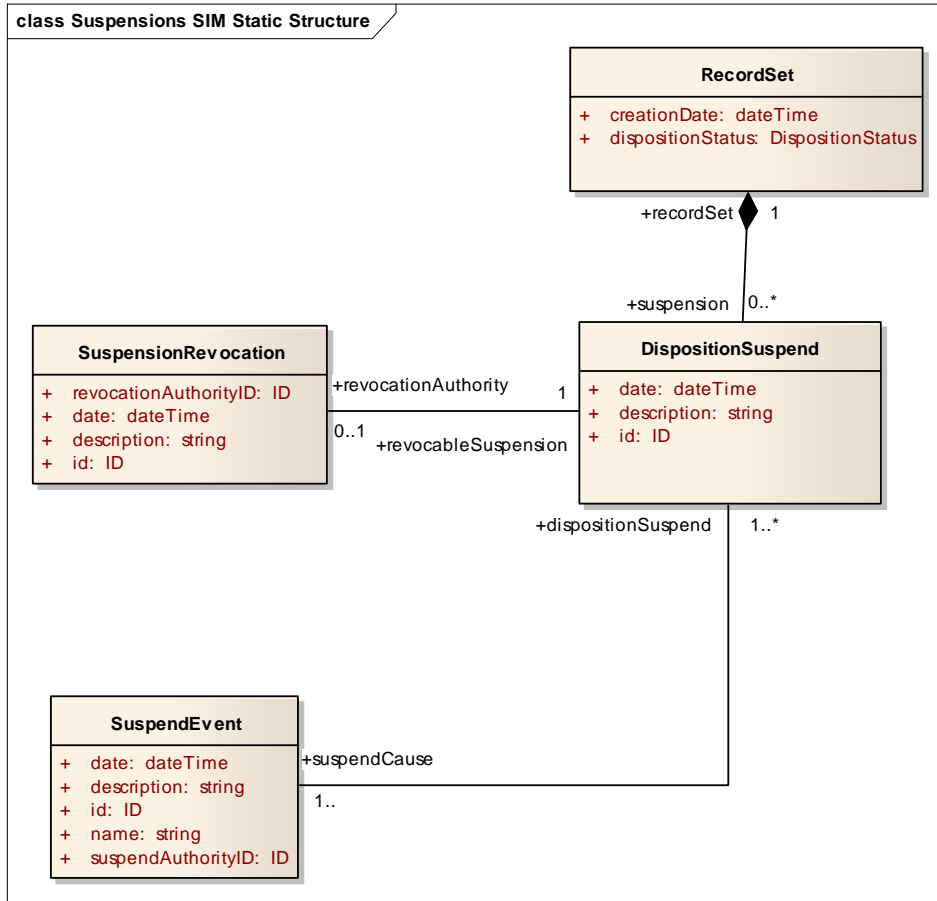 class Suspensions SIM Static Structure
RecordSet
+ creationDate: dateTime
+ dispositionStatus: DispositionStatus
+recordSet 1
+suspension 0..*
SuspensionRevocation
+ revocationAuthorityID: ID
+ date: dateTime
+ description: string
+ id: ID
+revocationAuthority 1
0..1 +revocableSuspension
DispositionSuspend
+ date: dateTime
+ description: string
+ id: ID
+dispositionSuspend 1..*
SuspendEvent
+ date: dateTime
+ description: string
+ id: ID
+ name: string
+ suspendAuthorityID: ID
+suspendCause
1..